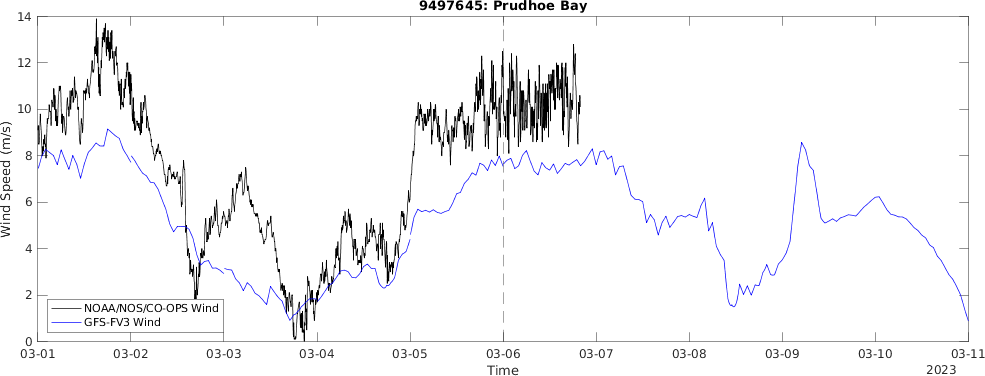 9497645: Prudhoe Bay
Wind Speed (m/s)
14
12
10
8
6
4
2
0
NOAA/NOS/CO-OPS Wind
GFS-FV3 Wind
03-01 03-02 03-03 03-04 03-05 03-06 03-07 03-08 03-09 03-10 03-11
Time
2023